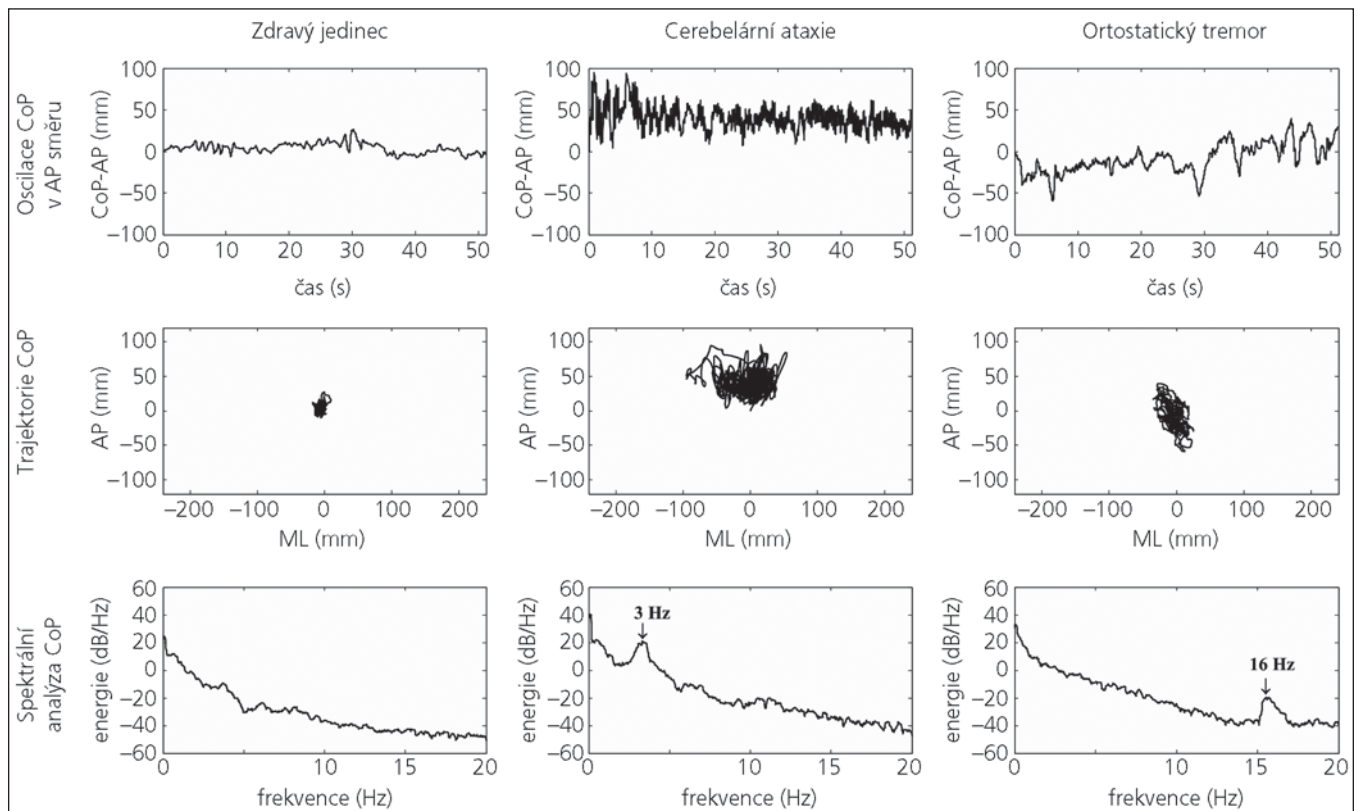 Zdravý jedinec
Cerebelární ataxie
Ortostatický tremor
Oscilace CoP
v AP směru
CoP-AP (mm)
100
50
0
−50
−100
0 10 20 30 40 50
čas (s)
CoP-AP (mm)
100
50
0
−50
−100
0 10 20 30 40 50
čas (s)
CoP-AP (mm)
100
50
0
−50
−100
0 10 20 30 40 50
čas (s)
Trajektorie CoP
AP (mm)
100
50
0
−50
−100
−200 −100 0 100 200
ML (mm)
AP (mm)
100
50
0
−50
−100
−200 −100 0 100 200
ML (mm)
AP (mm)
100
50
0
−50
−100
−200 −100 0 100 200
ML (mm)
Spektrální
analýza CoP
energie (dB/Hz)
60
40
20
0
−20
−40
−60
0 10 15 20
frekvence (Hz)
energie (dB/Hz)
60
40
20
0
−20
−40
−60
3 Hz
0 10 15 20
frekvence (Hz)
energie (dB/Hz)
60
40
20
0
−20
−40
−60
16 Hz
0 10 15 20
frekvence (Hz)